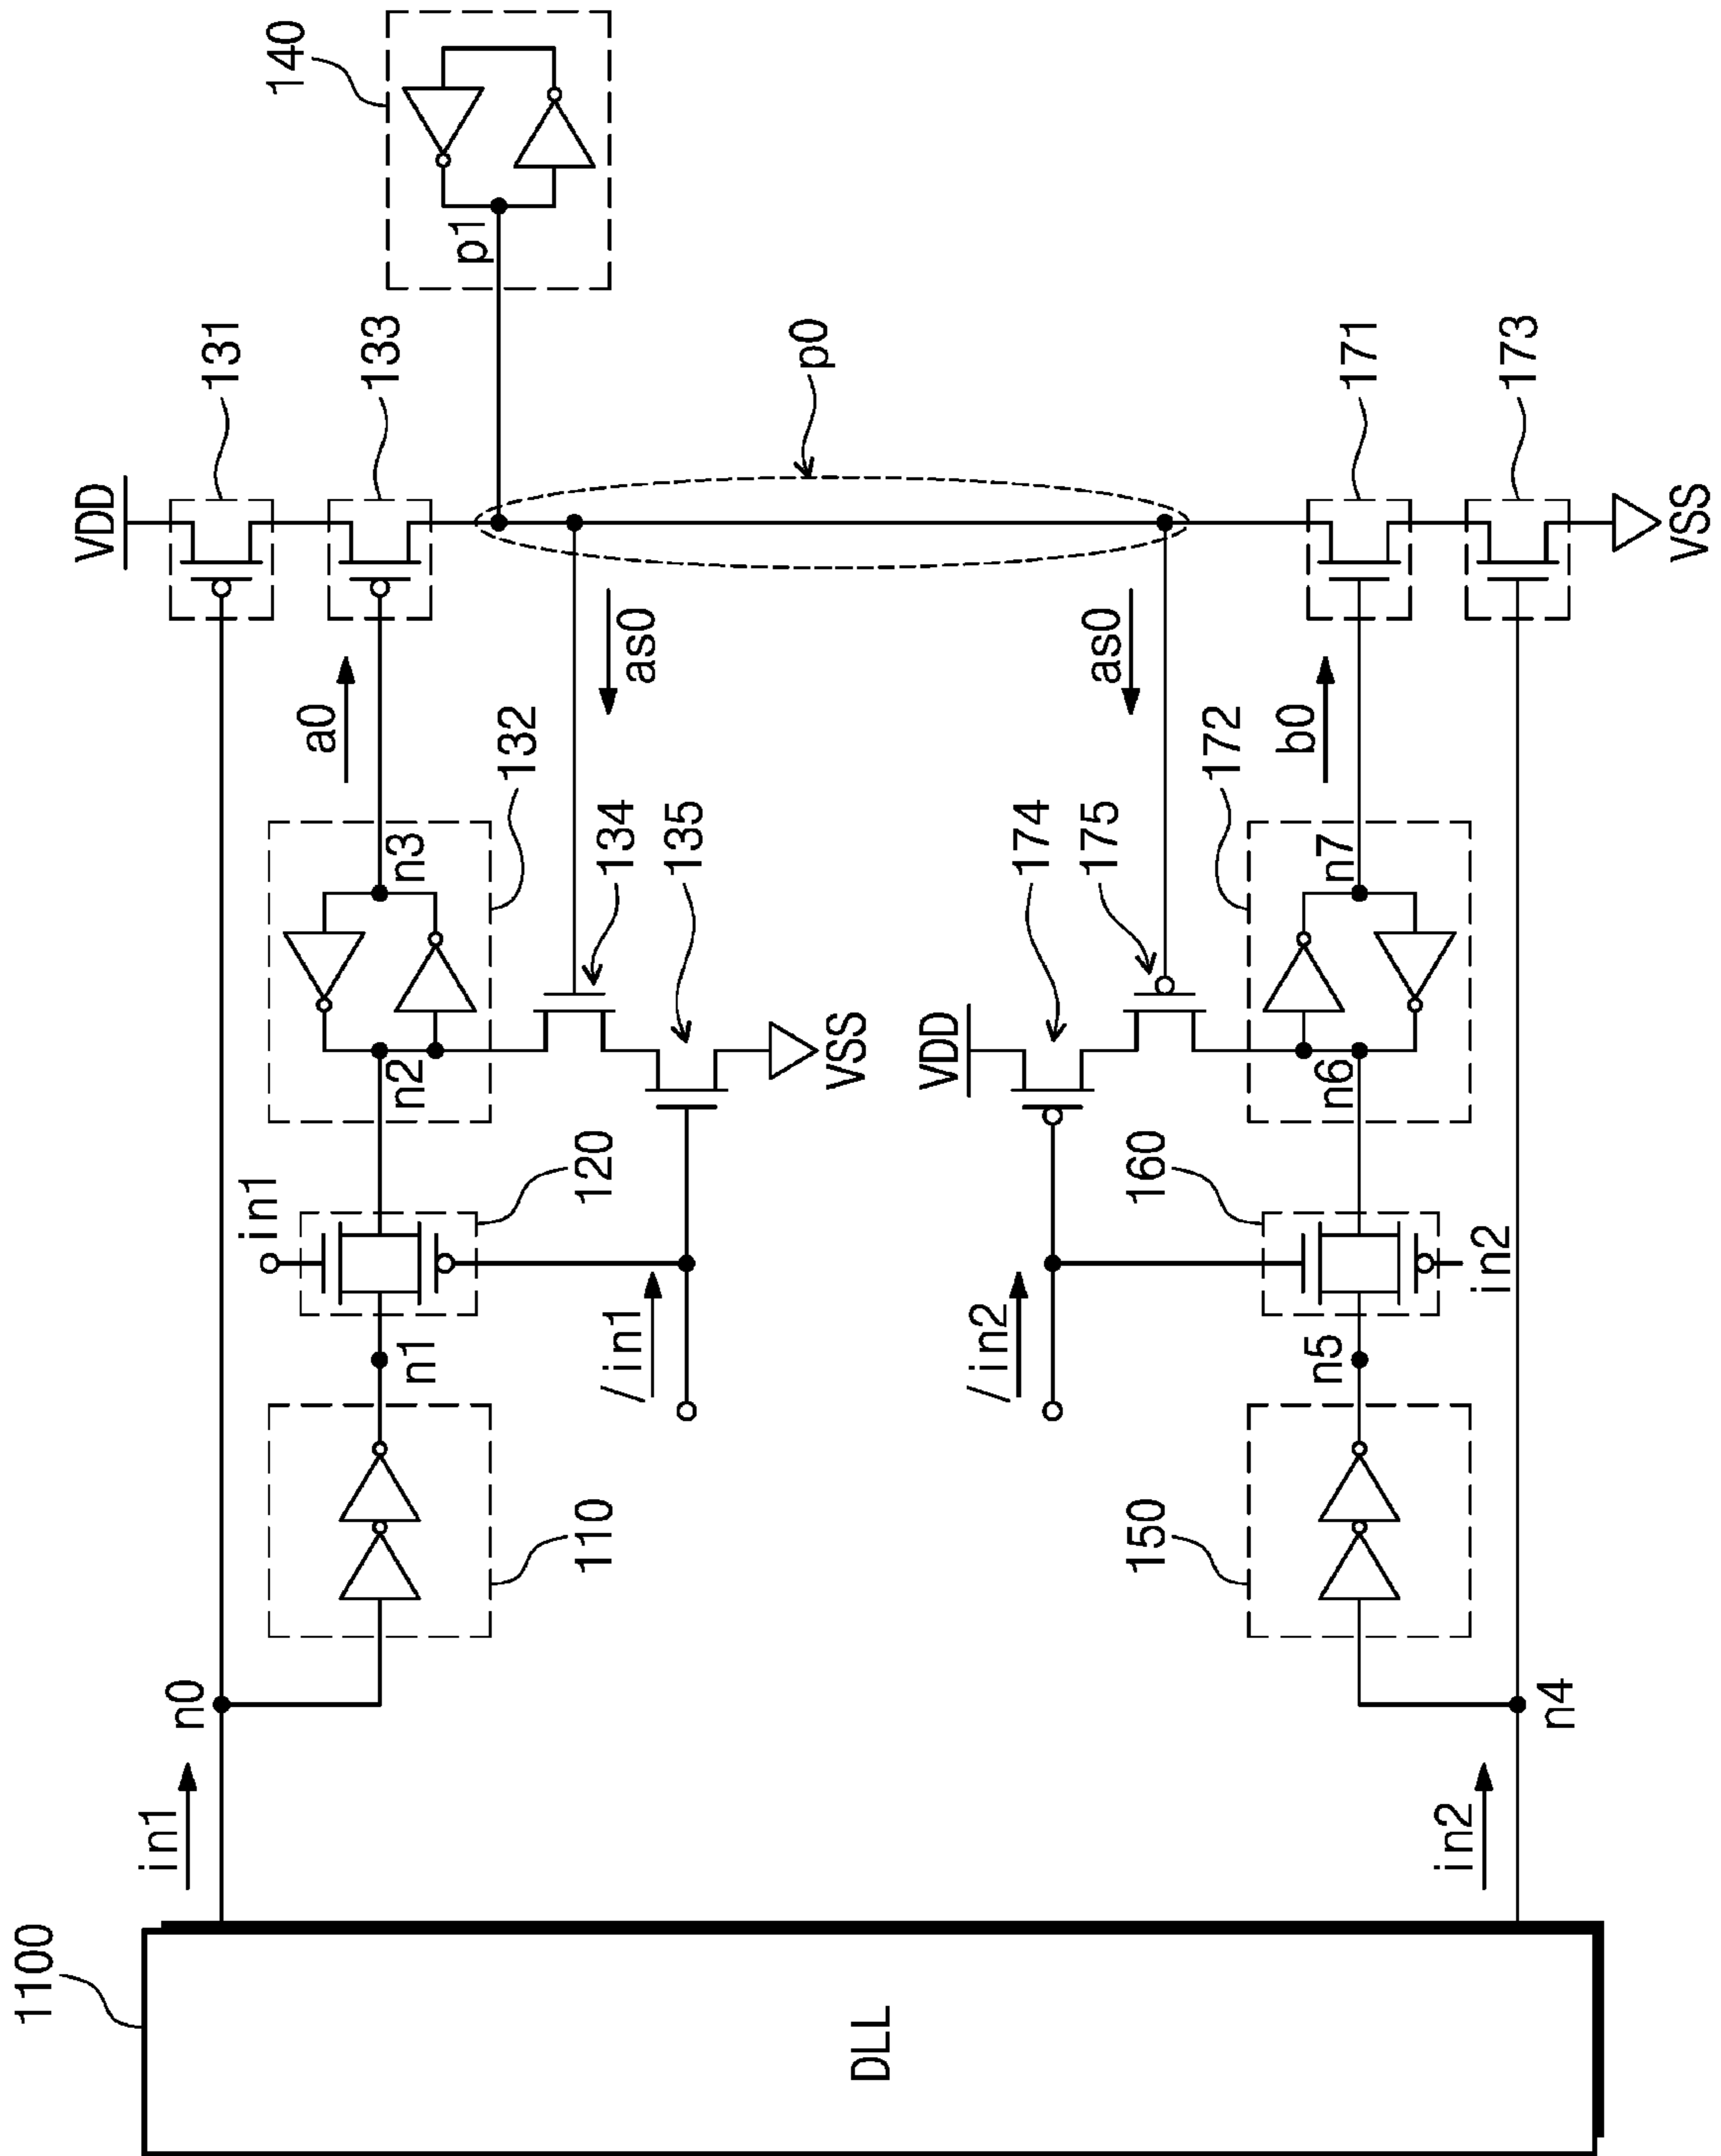 1100
DLL
in1
n0
110
n1
in1
120
/in1
n2
n3
132
134
135
VSS
a0
VDD
131
133
as0
p0
p1
140
as0
/in2
VDD
174
175
172
n6
n7
b0
160
in2
n5
150
in2
n4
171
173
VSS